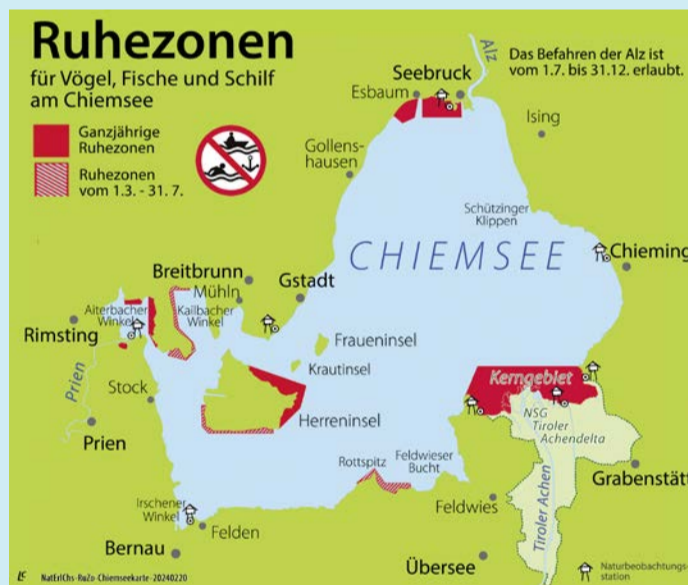 Ruhezonen
für Vögel, Fische und Schilf
am Chiemsee
Ganzjährige
Ruhezonen
Ruhezonen
vom 1.3. - 31. 7.
Alz
Das Befahren der Alz ist
vom 1.7. bis 31.12. erlaubt.
Seebruck
Esbaum
Ising
Gollens-
hausen
Schützinger
Klippen
CHIEMSEE
Chieming
Breitbrunn
Mühln
Gstadt
Aiterbacher
Winkel
Kailbacher
Winkel
Rimsting
Fraueninsel
Krautinsel
Prien
Stock
Herreninsel
Kerngebiet
NSG
Tiroler
Achendelta
Prien
Rottspitz
Feldwieser
Bucht
Grabenstätt
Irschener
Winkel
Felden
Feldwies
Tiroler Achen
Bernau
Übersee
Naturbeobachtungs-
station
NatErlChs-RuZo-Chiemseekarte-20240220